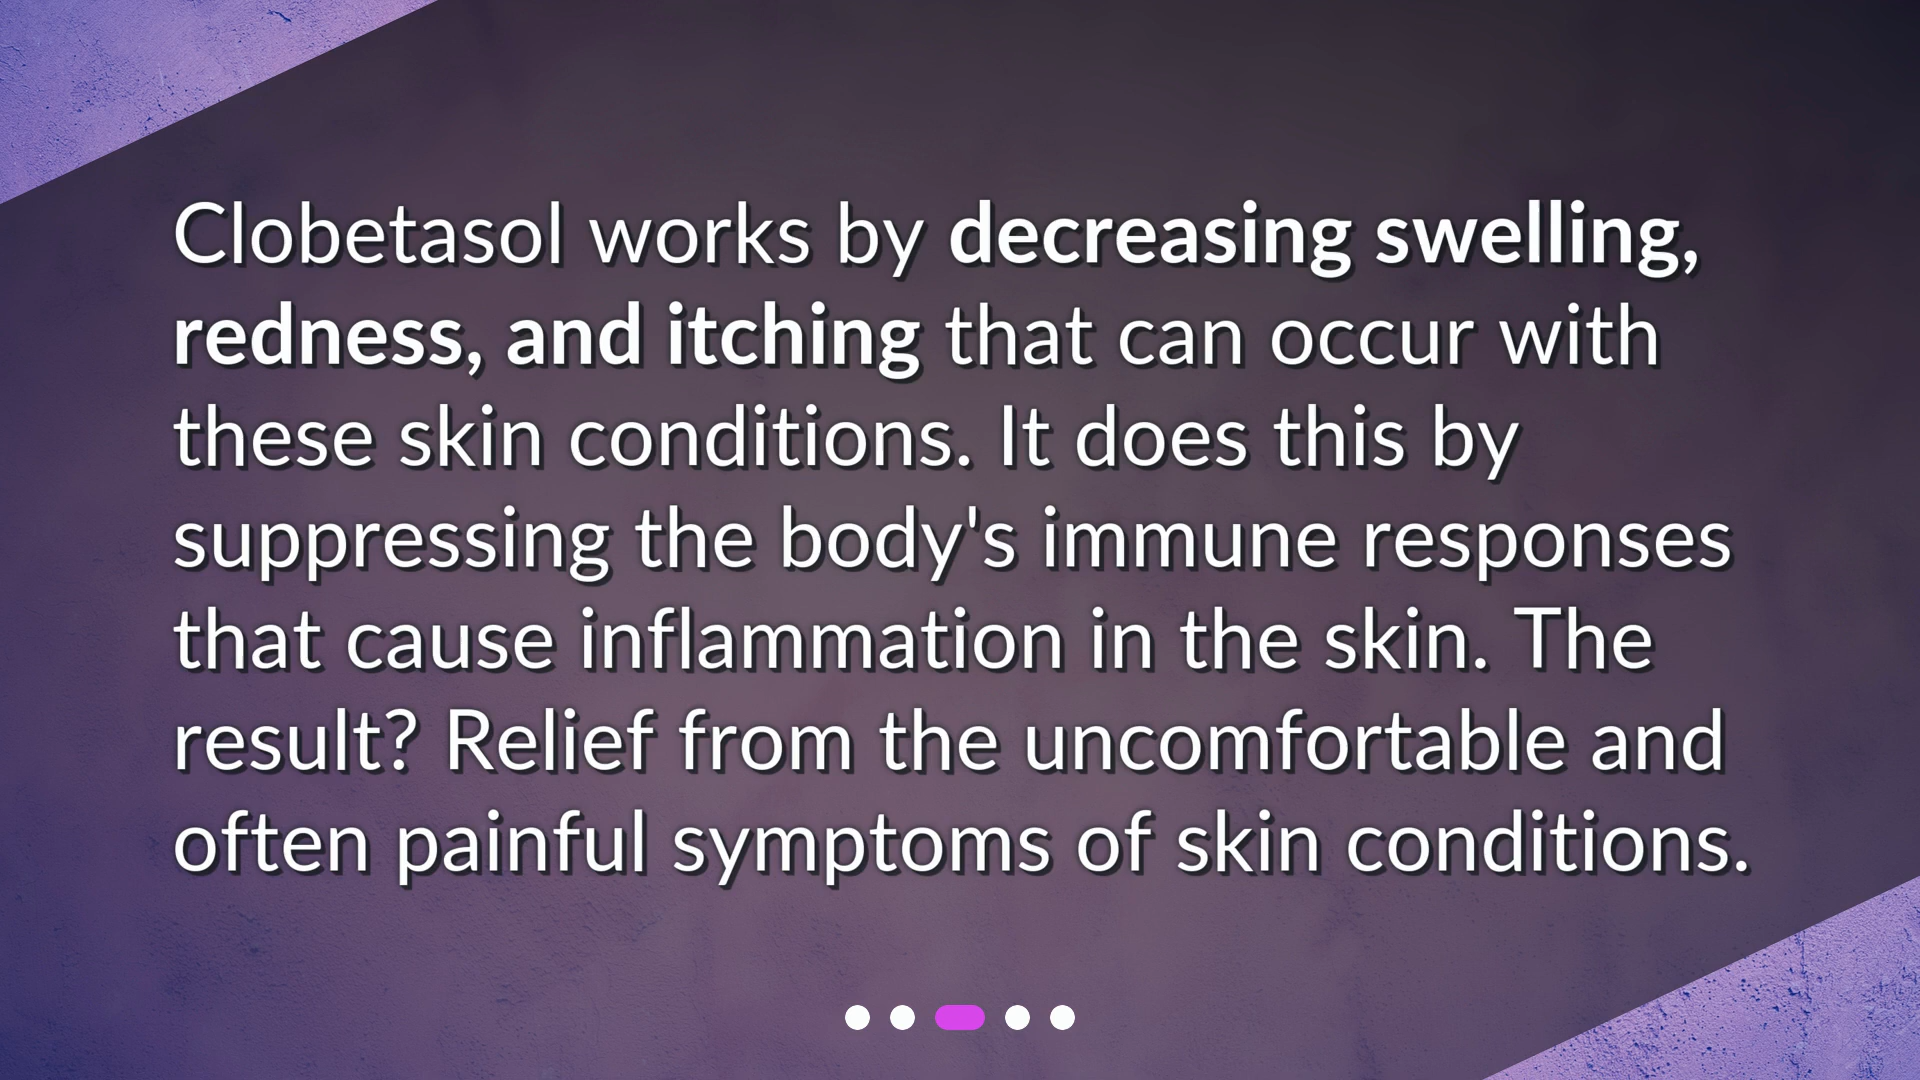 Clobetasol works by decreasing swelling,
redness, and itching that can occur with
these skin conditions. It does this by
suppressing the body's immune responses
that cause inflammation in the skin. The
result? Relief from the uncomfortable and
often painful symptoms of skin conditions.